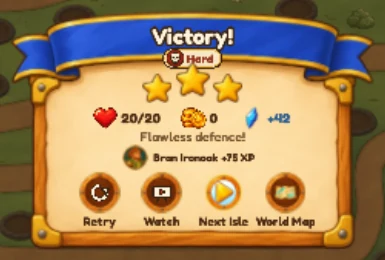 Victory!
Hard
20/20 0 +42
Flawless defence!
Bran Ironoak +75 XP
Retry Watch Next Isle World Map